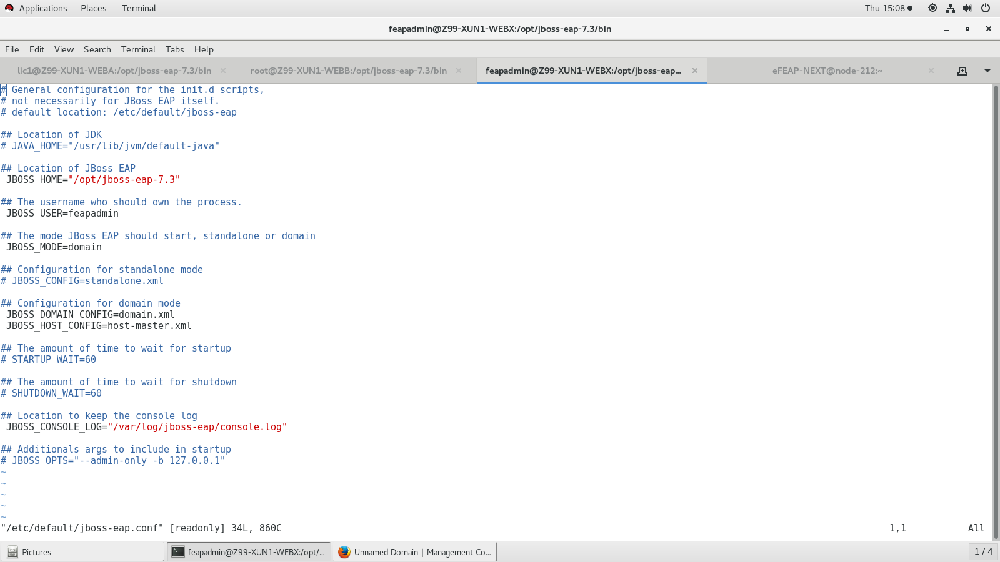 Applications Places Terminal Thu 15:08
feapadmin@Z99-XUN1-WEBX:/opt/jboss-eap-7.3/bin
File Edit View Search Terminal Tabs Help
lic1@Z99-XUN1-WEBA:/opt/jboss-eap-7.3/bin root@Z99-XUN1-WEBB:/opt/jboss-eap-7.3/bin feapadmin@Z99-XUN1-WEBX:/opt/jboss-eap... eFEAP-NEXT@node-212:~
# General configuration for the init.d scripts,
# not necessarily for JBoss EAP itself.
# default location: /etc/default/jboss-eap
## Location of JDK
# JAVA_HOME="/usr/lib/jvm/default-java"
## Location of JBoss EAP
JBOSS_HOME="/opt/jboss-eap-7.3"
## The username who should own the process.
JBOSS_USER=feapadmin
## The mode JBoss EAP should start, standalone or domain
JBOSS_MODE=domain
## Configuration for standalone mode
# JBOSS_CONFIG=standalone.xml
## Configuration for domain mode
JBOSS_DOMAIN_CONFIG=domain.xml
JBOSS_HOST_CONFIG=host-master.xml
## The amount of time to wait for startup
# STARTUP_WAIT=60
## The amount of time to wait for shutdown
# SHUTDOWN_WAIT=60
## Location to keep the console log
JBOSS_CONSOLE_LOG="/var/log/jboss-eap/console.log"
## Additionals args to include in startup
# JBOSS_OPTS="--admin-only -b 127.0.0.1"
~
~
~
~
~
"/etc/default/jboss-eap.conf" [readonly] 34L, 860C 1,1 All
Pictures feapadmin@Z99-XUN1-WEBX:/opt/... Unnamed Domain | Management Co... 1 / 4